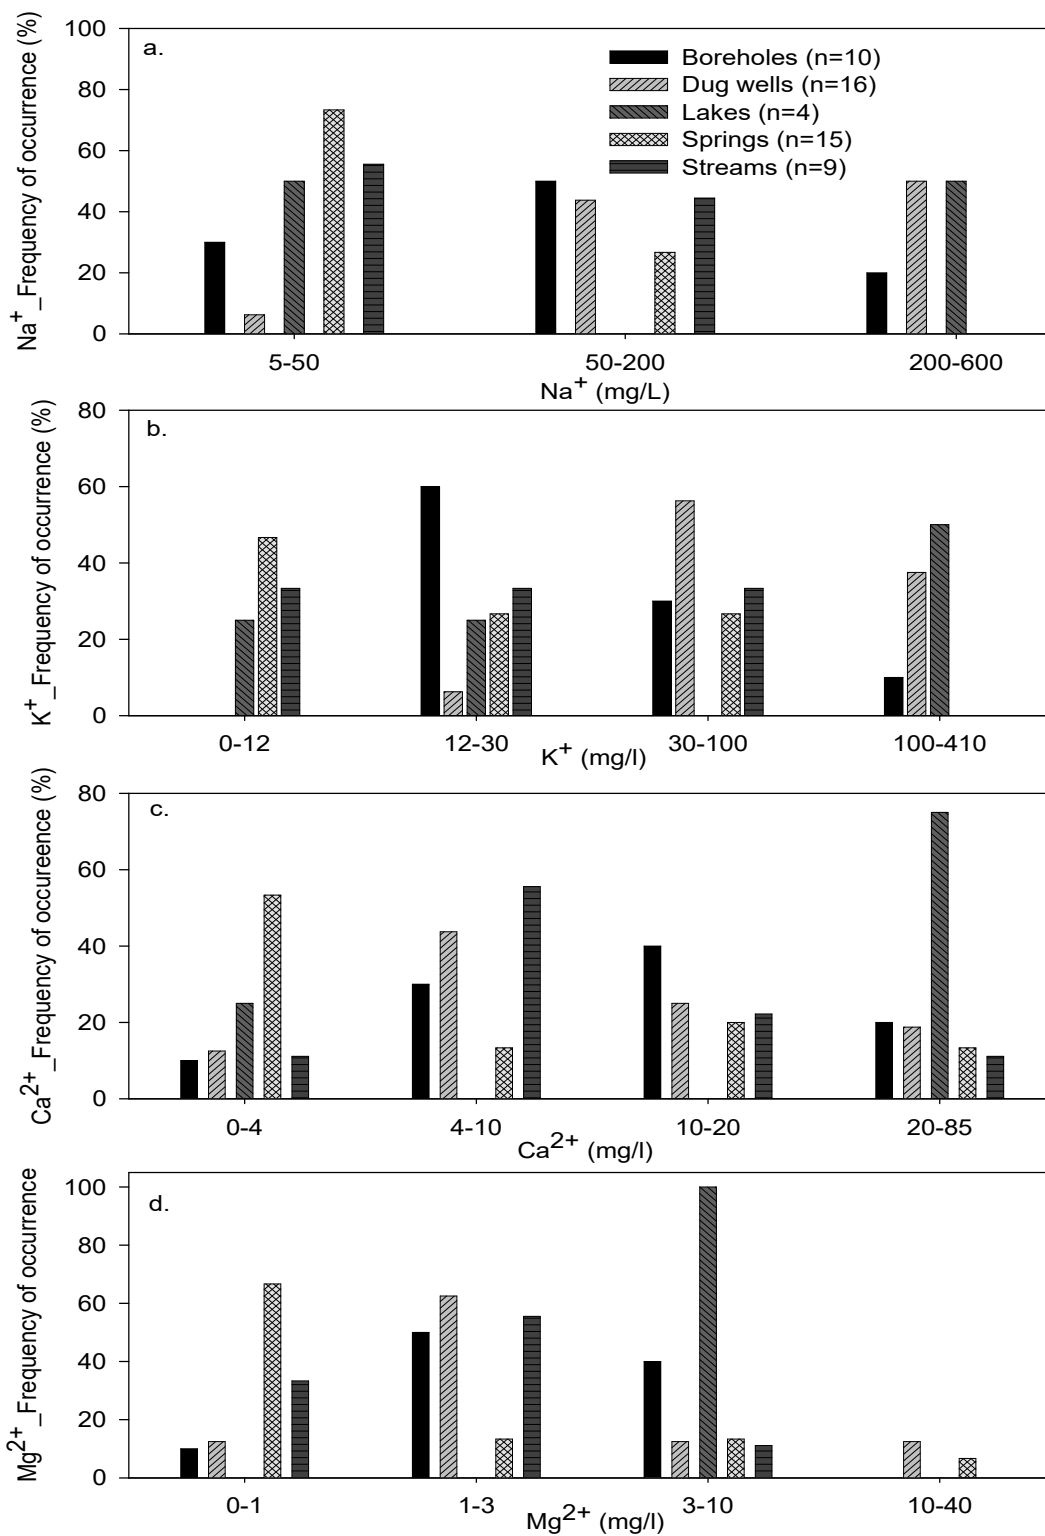 a.
Boreholes (n=10)
Dug wells (n=16)
Lakes (n=4)
Springs (n=15)
Streams (n=9)
Na+_Frequency of occurrence (%)
100
80
60
40
20
0
5-50 50-200 200-600
Na+ (mg/L)
b.
K+_Frequency of occurrence (%)
80
60
40
20
0
0-12 12-30 30-100 100-410
K+ (mg/l)
c.
Ca2+_Frequency of occureence (%)
80
60
40
20
0
0-4 4-10 10-20 20-85
Ca2+ (mg/l)
d.
Mg2+_Frequency of occurrence
100
80
60
40
20
0
0-1 1-3 3-10 10-40
Mg2+ (mg/l)